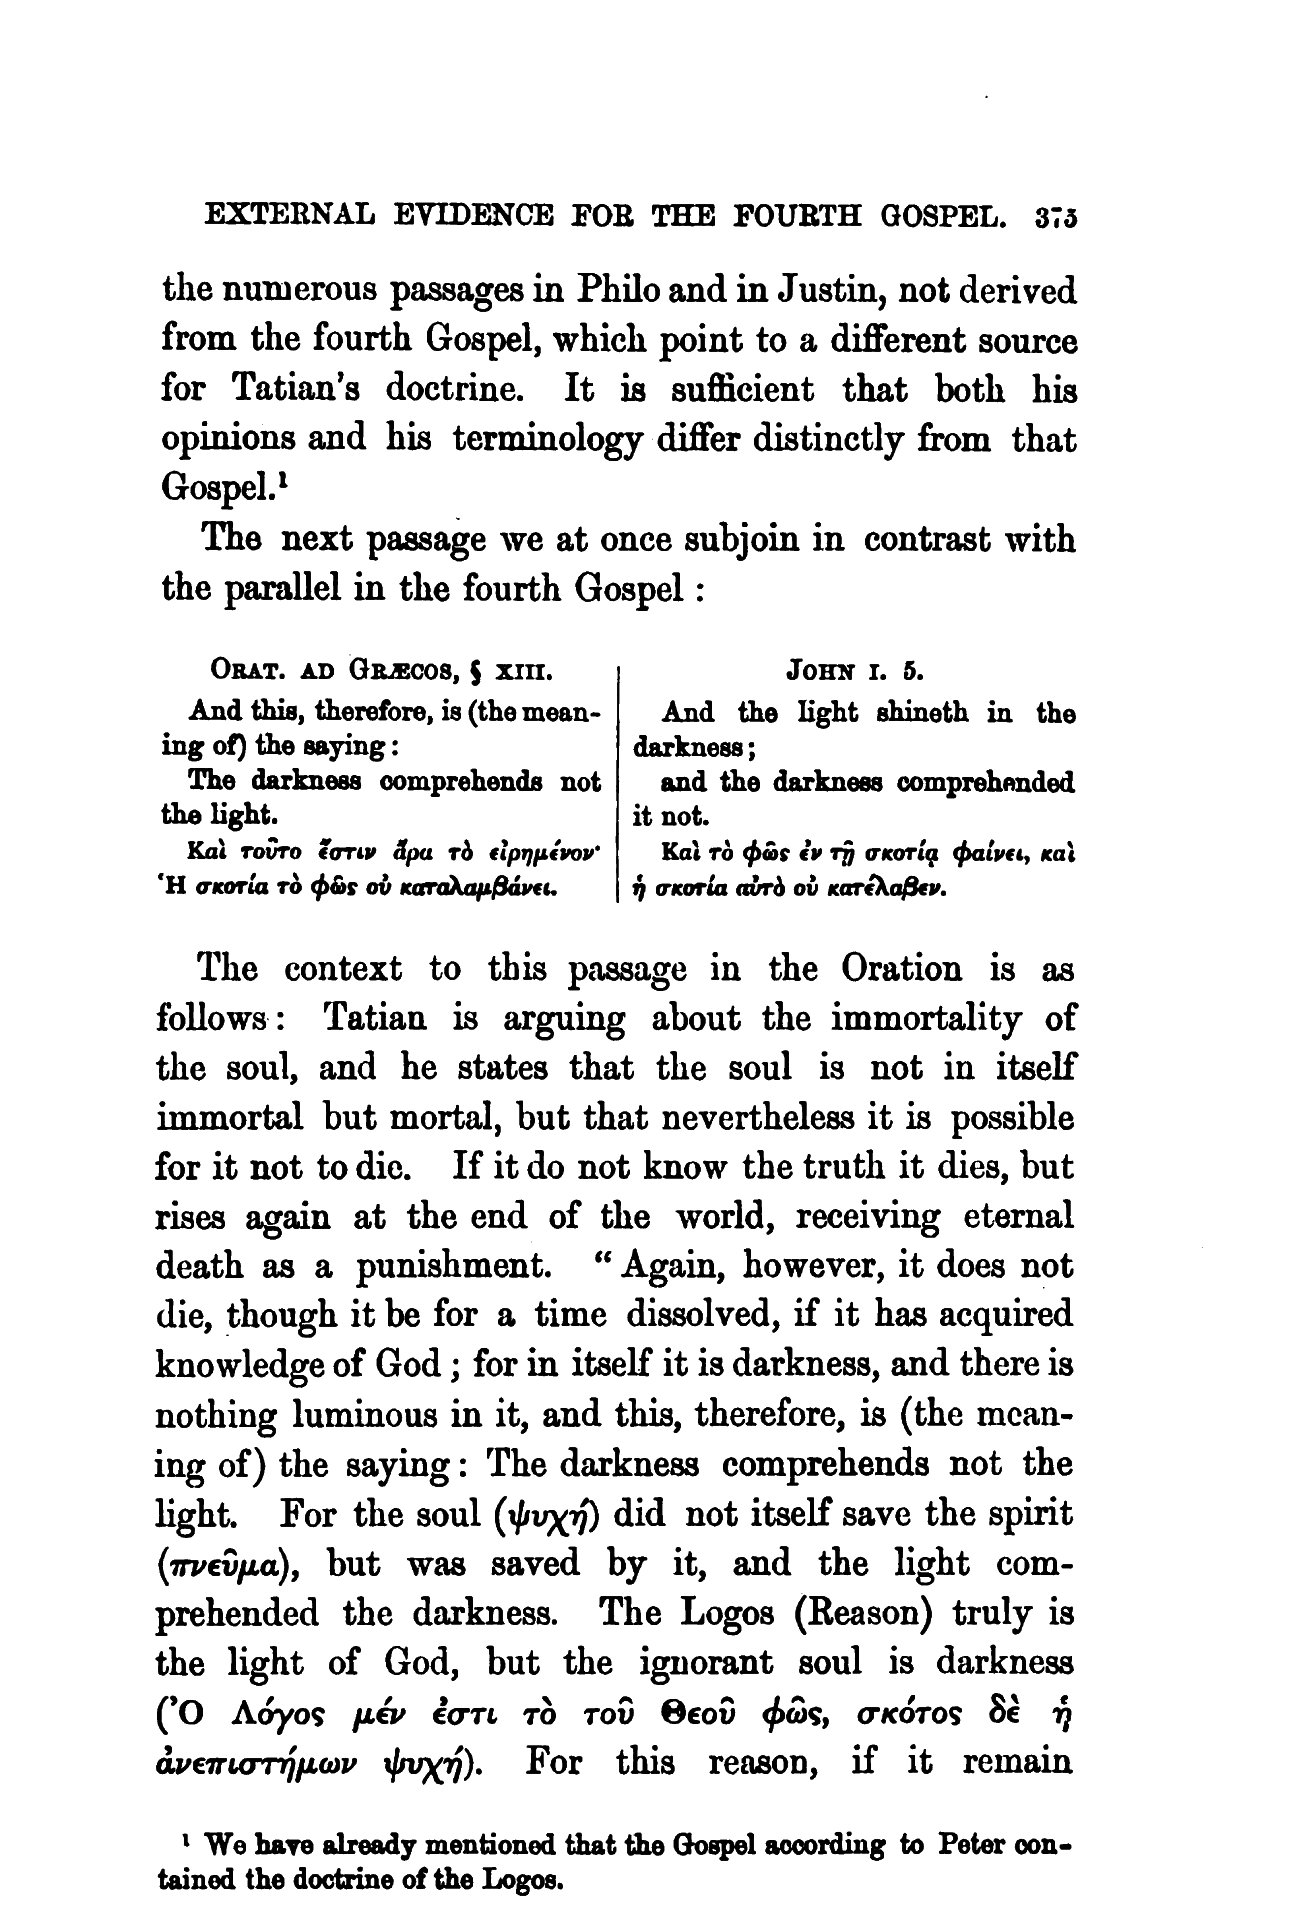 EXTERNAL EVIDENCE FOR THE FOURTH GOSPEL. 375
the numerous passages in Philo and in Justin, not derived
from the fourth Gospel, which point to a different source
for Tatian's doctrine. It is sufficient that both his
opinions and his terminology differ distinctly from that
Gospel.¹
The next passage we at once subjoin in contrast with
the parallel in the fourth Gospel :
ORAT. AD GRÆCOS, § XIII.
And this, therefore, is (the mean-
ing of) the saying :
The darkness comprehends not
the light.
Καὶ τοῦτο ἔστιν ἄρα τὸ εἰρημένον·
Ἡ σκοτία τὸ φῶς οὐ καταλαμβάνει.
JOHN I. 5.
And the light shineth in the
darkness ;
and the darkness comprehended
it not.
Καὶ τὸ φῶς ἐν τῇ σκοτίᾳ φαίνει, καὶ
ἡ σκοτία αὐτὸ οὐ κατέλαβεν.
The context to this passage in the Oration is as
follows : Tatian is arguing about the immortality of
the soul, and he states that the soul is not in itself
immortal but mortal, but that nevertheless it is possible
for it not to die. If it do not know the truth it dies, but
rises again at the end of the world, receiving eternal
death as a punishment. “ Again, however, it does not
die, though it be for a time dissolved, if it has acquired
knowledge of God ; for in itself it is darkness, and there is
nothing luminous in it, and this, therefore, is (the mean-
ing of) the saying : The darkness comprehends not the
light. For the soul (ψυχή) did not itself save the spirit
(πνεῦμα), but was saved by it, and the light com-
prehended the darkness. The Logos (Reason) truly is
the light of God, but the ignorant soul is darkness
(Ὁ Λόγος μέν ἐστι τὸ τοῦ Θεοῦ φῶς, σκότος δὲ ἡ
ἀνεπιστήμων ψυχή). For this reason, if it remain
¹ We have already mentioned that the Gospel according to Peter con-
tained the doctrine of the Logos.